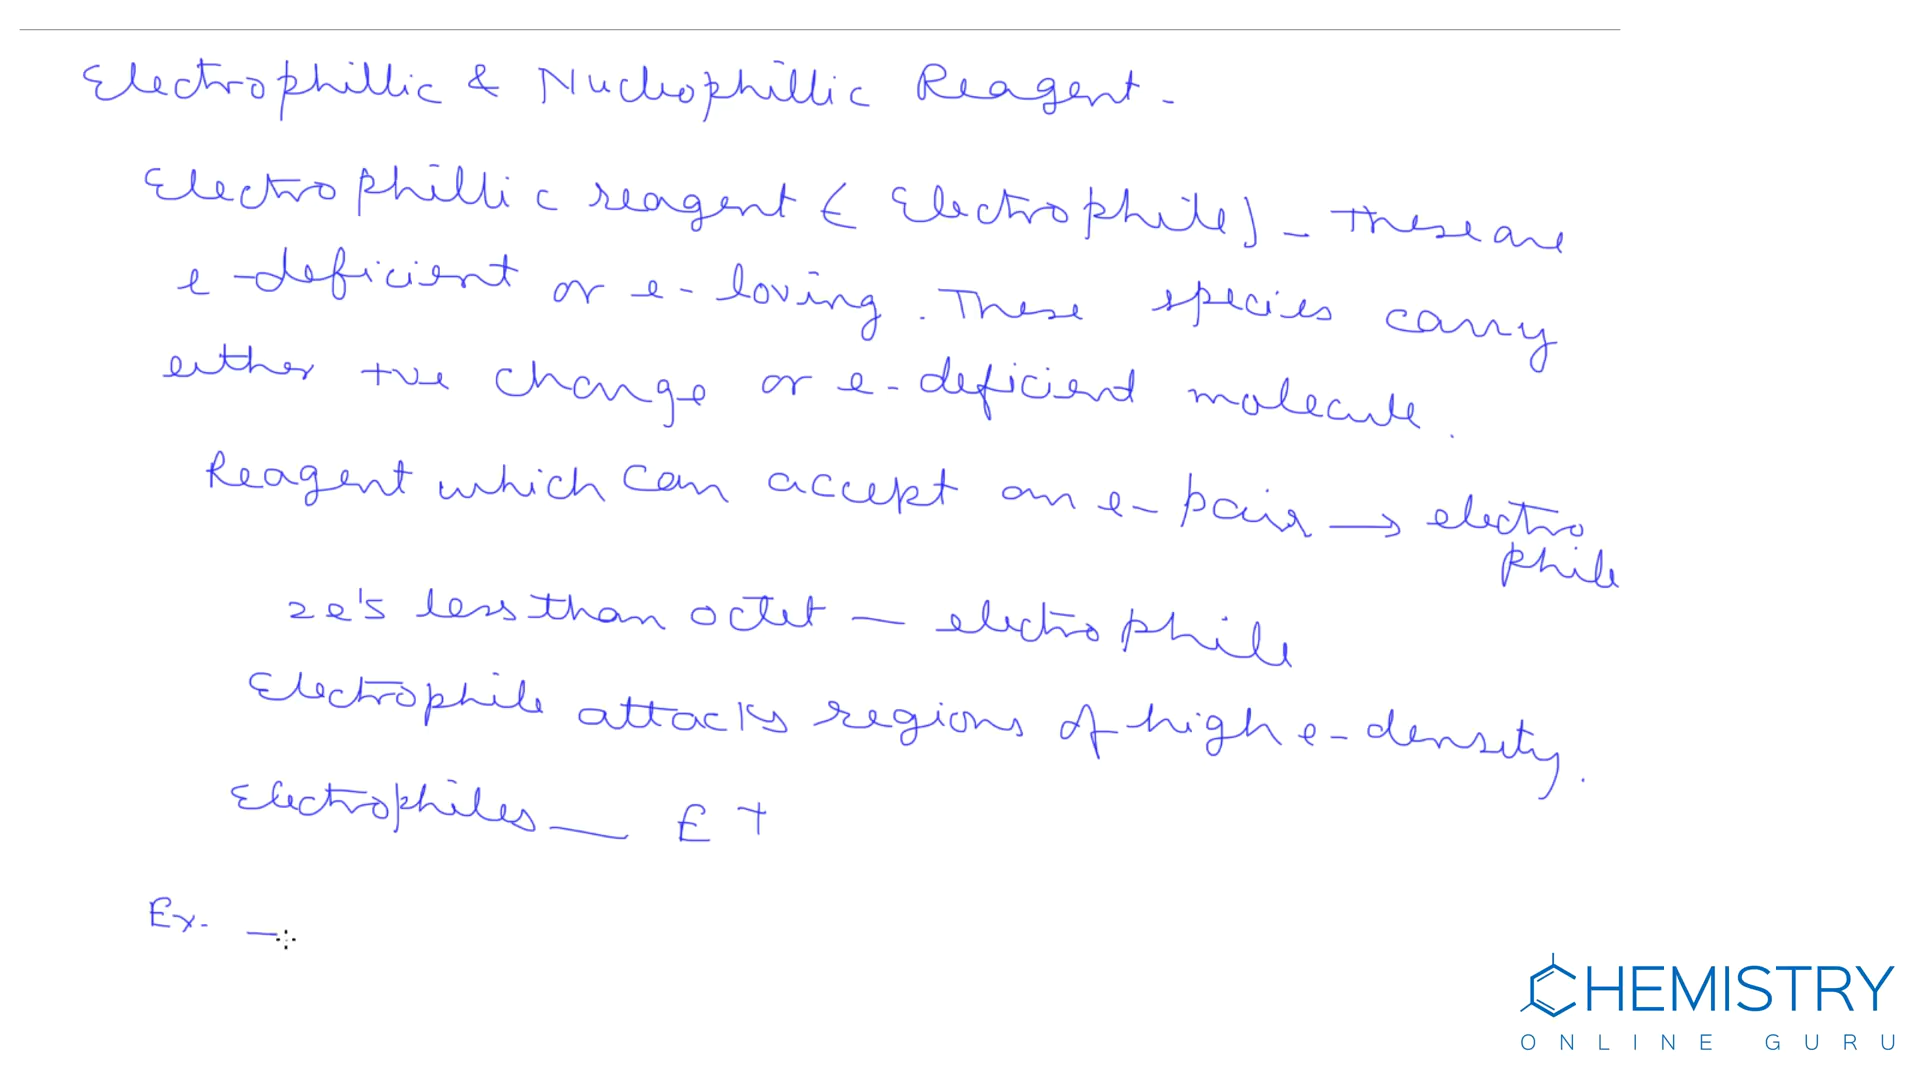 Electrophillic & Nucleophillic Reagent -
Electrophillic reagent ( Electrophile) - These are
e -deficient or e- loving . These species carry
either +ve charge or e-deficient molecule .
Reagent which can accept an e- pair → electro
phile
2e's less than octet — electrophile
Electrophile attacks regions of high e- density .
Electrophiles — E +
Ex. —
CHEMISTRY
ONLINE GURU